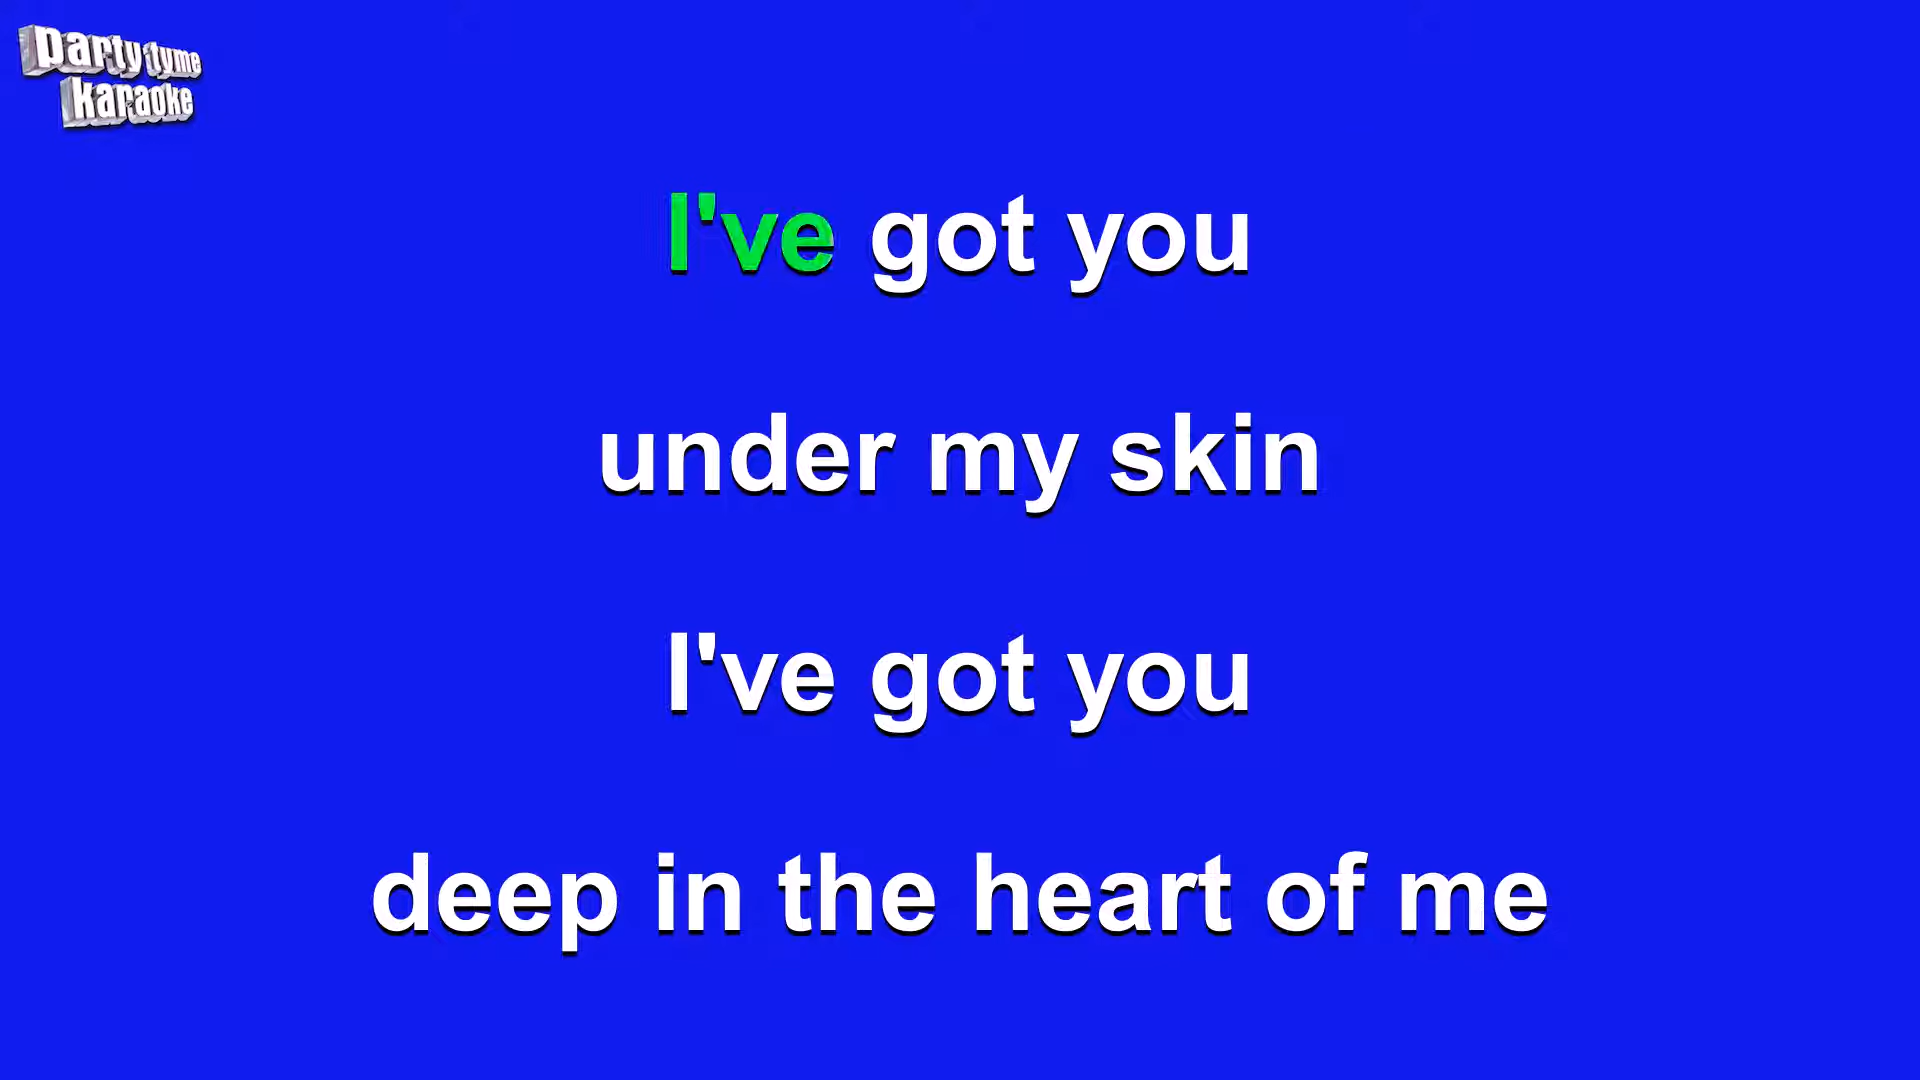 party tyme
karaoke
I've got you
under my skin
I've got you
deep in the heart of me